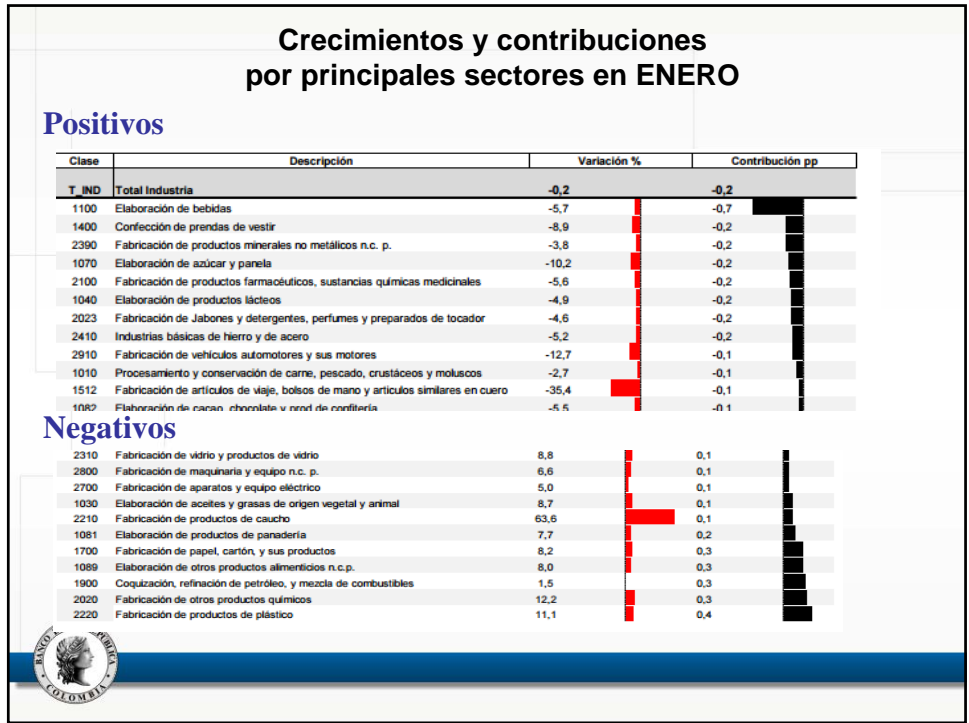 Crecimientos y contribuciones
por principales sectores en ENERO
Positivos
Clase Descripción Variación % Contribución pp
T_IND Total Industria -0,2 -0,2
1100 Elaboración de bebidas -5,7 -0,7
1400 Confección de prendas de vestir -8,9 -0,2
2390 Fabricación de productos minerales no metálicos n.c. p. -3,8 -0,2
1070 Elaboración de azúcar y panela -10,2 -0,2
2100 Fabricación de productos farmacéuticos, sustancias químicas medicinales -5,6 -0,2
1040 Elaboración de productos lácteos -4,9 -0,2
2023 Fabricación de Jabones y detergentes, perfumes y preparados de tocador -4,6 -0,2
2410 Industrias básicas de hierro y de acero -5,2 -0,2
2910 Fabricación de vehículos automotores y sus motores -12,7 -0,1
1010 Procesamiento y conservación de carne, pescado, crustáceos y moluscos -2,7 -0,1
1512 Fabricación de artículos de viaje, bolsos de mano y artículos similares en cuero -35,4 -0,1
1082 Elaboración de cacao, chocolate y prod de confitería -5,5 -0,1
Negativos
2310 Fabricación de vidrio y productos de vidrio 8,8 0,1
2800 Fabricación de maquinaria y equipo n.c. p. 6,6 0,1
2700 Fabricación de aparatos y equipo eléctrico 5,0 0,1
1030 Elaboración de aceites y grasas de origen vegetal y animal 8,7 0,1
2210 Fabricación de productos de caucho 63,6 0,1
1081 Elaboración de productos de panadería 7,7 0,2
1700 Fabricación de papel, cartón, y sus productos 8,2 0,3
1089 Elaboración de otros productos alimenticios n.c.p. 8,0 0,3
1900 Coquización, refinación de petróleo, y mezcla de combustibles 1,5 0,3
2020 Fabricación de otros productos químicos 12,2 0,3
2220 Fabricación de productos de plástico 11,1 0,4
BANCO
COLOMBIA